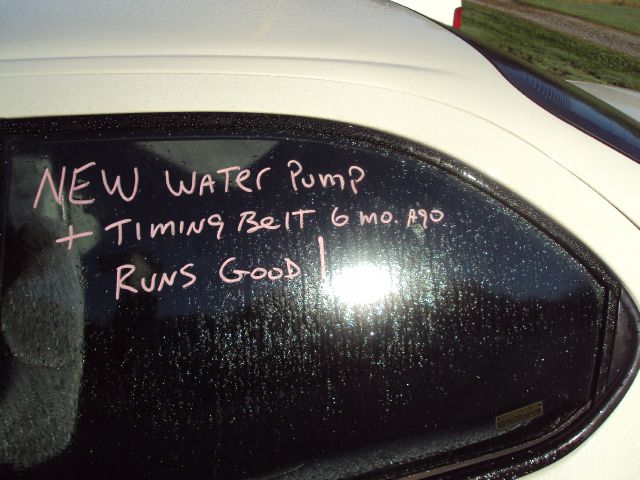 NEW WATer PumP
+ TIMING BelT 6 mo. Ago
RUNS GOOD!